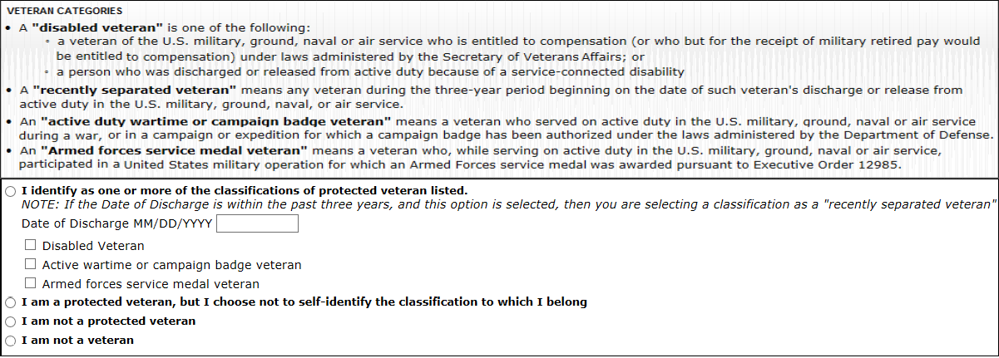 VETERAN CATEGORIES
• A "disabled veteran" is one of the following:
◦ a veteran of the U.S. military, ground, naval or air service who is entitled to compensation (or who but for the receipt of military retired pay would
be entitled to compensation) under laws administered by the Secretary of Veterans Affairs; or
◦ a person who was discharged or released from active duty because of a service-connected disability
• A "recently separated veteran" means any veteran during the three-year period beginning on the date of such veteran's discharge or release from
active duty in the U.S. military, ground, naval, or air service.
• An "active duty wartime or campaign badge veteran" means a veteran who served on active duty in the U.S. military, ground, naval or air service
during a war, or in a campaign or expedition for which a campaign badge has been authorized under the laws administered by the Department of Defense.
• An "Armed forces service medal veteran" means a veteran who, while serving on active duty in the U.S. military, ground, naval or air service,
participated in a United States military operation for which an Armed Forces service medal was awarded pursuant to Executive Order 12985.
I identify as one or more of the classifications of protected veteran listed.
NOTE: If the Date of Discharge is within the past three years, and this option is selected, then you are selecting a classification as a "recently separated veteran"
Date of Discharge MM/DD/YYYY
Disabled Veteran
Active wartime or campaign badge veteran
Armed forces service medal veteran
I am a protected veteran, but I choose not to self-identify the classification to which I belong
I am not a protected veteran
I am not a veteran